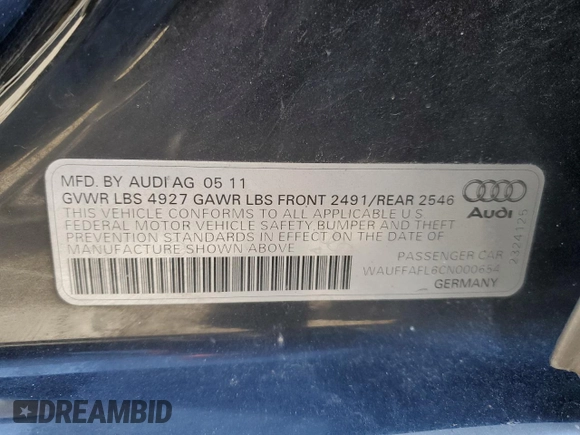 MFD. BY AUDI AG 05 11
GVWR LBS 4927 GAWR LBS FRONT 2491/REAR 2546
THIS VEHICLE CONFORMS TO ALL APPLICABLE U S
FEDERAL MOTOR VEHICLE SAFETY BUMPER AND THEFT
PREVENTION STANDARDS IN EFFECT ON THE DATE OF
MANUFACTURE SHOWN ABOVE
Audi
2324125
PASSENGER CAR
WAUFFAFL8CN000654
GERMANY
DREAMBID